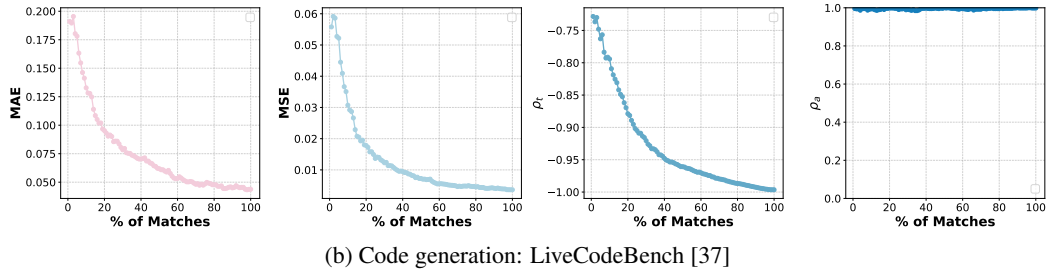 0.200
0.175
0.150
0.125
0.100
0.075
0.050
MAE
0 20 40 60 80 100
% of Matches
0.06
0.05
0.04
0.03
0.02
0.01
MSE
0 20 40 60 80 100
% of Matches
−0.75
−0.80
−0.85
−0.90
−0.95
−1.00
ρt
0 20 40 60 80 100
% of Matches
1.0
0.8
0.6
0.4
0.2
0.0
ρa
0 20 40 60 80 100
% of Matches
(b) Code generation: LiveCodeBench [37]